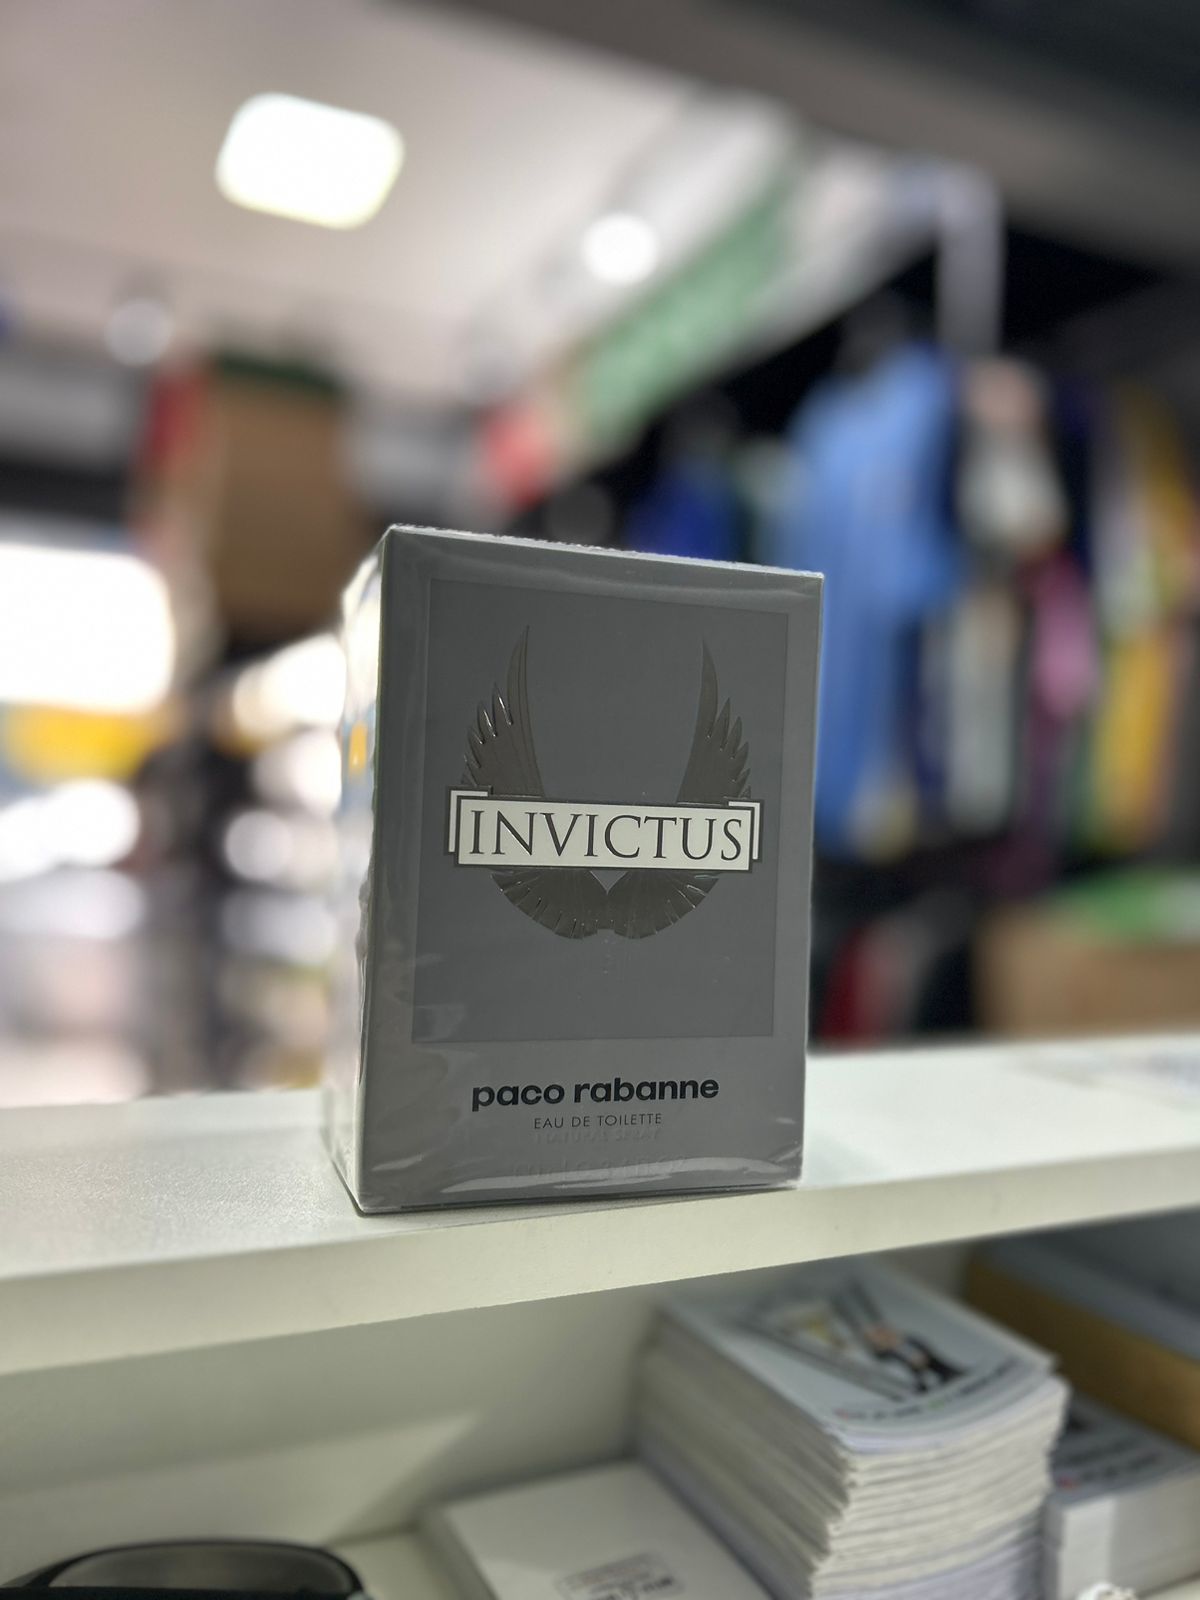 INVICTUS
paco rabanne
EAU DE TOILETTE
NATURAL SPRAY